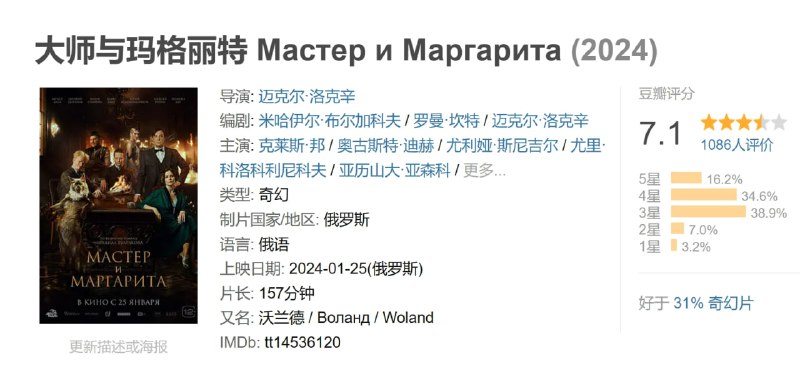 大师与玛格丽特 Мастер и Маргарита (2024)
МАСТЕР
И
МАРГАРИТА
В КИНО С 25 ЯНВАРЯ
12
更新描述或海报
导演: 迈克尔·洛克辛
编剧: 米哈伊尔·布尔加科夫 / 罗曼·坎特 / 迈克尔·洛克辛
主演: 克莱斯·邦 / 奥古斯特·迪赫 / 尤利娅·斯尼吉尔 / 尤里·
科洛科利尼科夫 / 亚历山大·亚森科 / 更多...
类型: 奇幻
制片国家/地区: 俄罗斯
语言: 俄语
上映日期: 2024-01-25(俄罗斯)
片长: 157分钟
又名: 沃兰德 / Воланд / Woland
IMDb: tt14536120
豆瓣评分
7.1
1086人评价
5星 16.2%
4星 34.6%
3星 38.9%
2星 7.0%
1星 3.2%
好于 31% 奇幻片